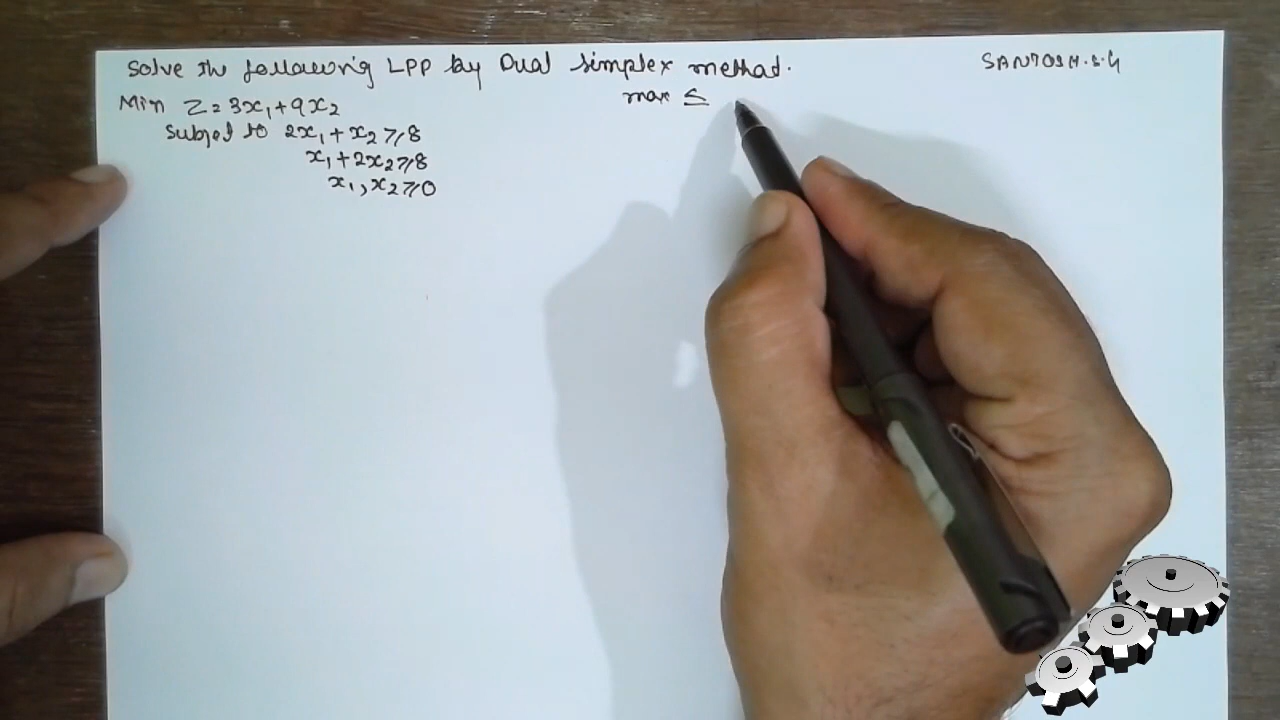 Solve the following LPP by Dual simplex method.
SANTOSH.S.G
max ≤
Min Z = 3x₁ + 9x₂
Subject to 2x₁ + x₂ ≥ 8
x₁ + 2x₂ ≥ 8
x₁, x₂ ≥ 0